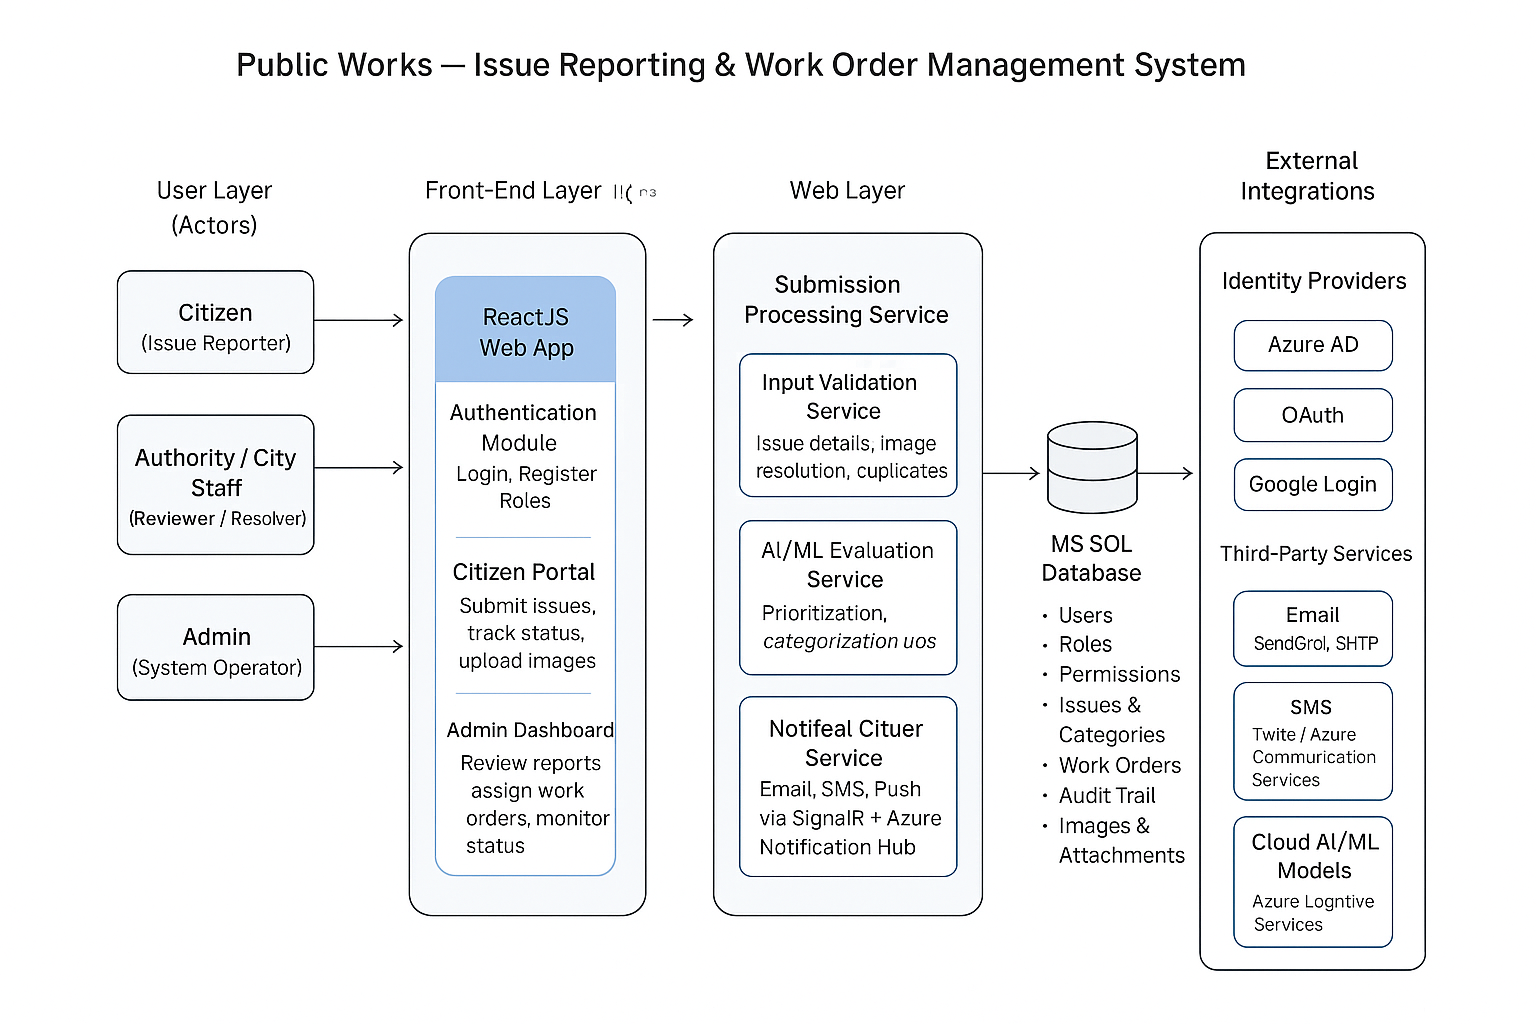 Public Works — Issue Reporting & Work Order Management System
User Layer
(Actors)
Citizen
(Issue Reporter)
Authority / City
Staff
(Reviewer / Resolver)
Admin
(System Operator)
Front-End Layer
ReactJS
Web App
Authentication
Module
Login, Register
Roles
Citizen Portal
Submit issues,
track status,
upload images
Admin Dashboard
Review reports
assign work
orders, monitor
status
Web Layer
Submission
Processing Service
Input Validation
Service
Issue details, image
resolution, cuplicates
AI/ML Evaluation
Service
Prioritization,
categorization uos
Notifeal Cituer
Service
Email, SMS, Push
via SignalR + Azure
Notification Hub
MS SOL
Database
• Users
• Roles
• Permissions
• Issues &
Categories
• Work Orders
• Audit Trail
• Images &
Attachments
External
Integrations
Identity Providers
Azure AD
OAuth
Google Login
Third-Party Services
Email
SendGrol, SHTP
SMS
Twite / Azure
Commurication
Services
Cloud AI/ML
Models
Azure Logntive
Services